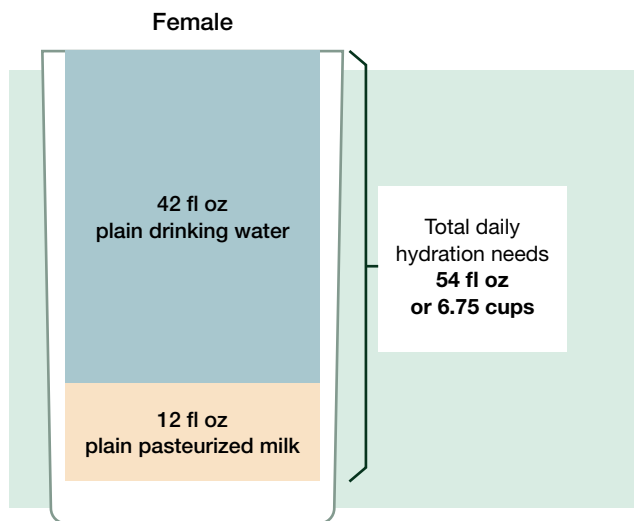 Female
42 fl oz
plain drinking water
Total daily
hydration needs
54 fl oz
or 6.75 cups
12 fl oz
plain pasteurized milk